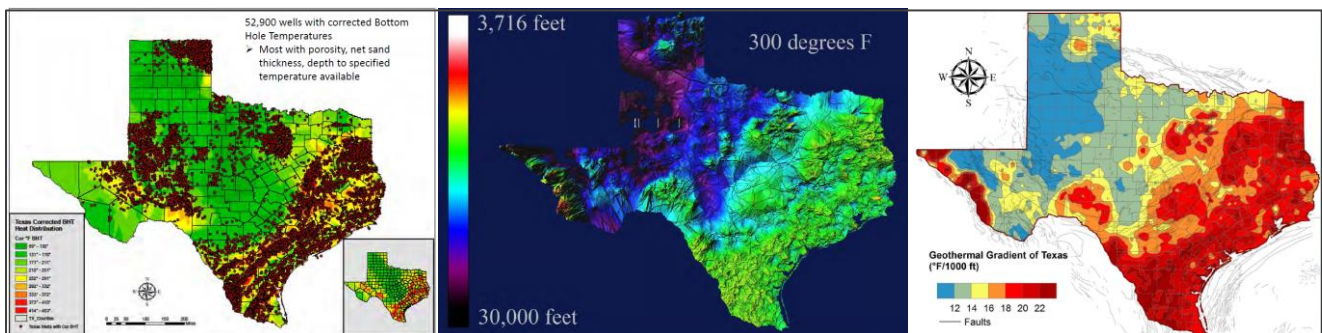 52,900 wells with corrected Bottom
Hole Temperatures
➢ Most with porosity, net sand
thickness, depth to specified
temperature available
Texas Corrected BHT
Heat Distribution
Cor °F BHT
3,716 feet
300 degrees F
30,000 feet
N
W
E
S
Geothermal Gradient of Texas
(°F/1000 ft)
12 14 16 18 20 22
Faults